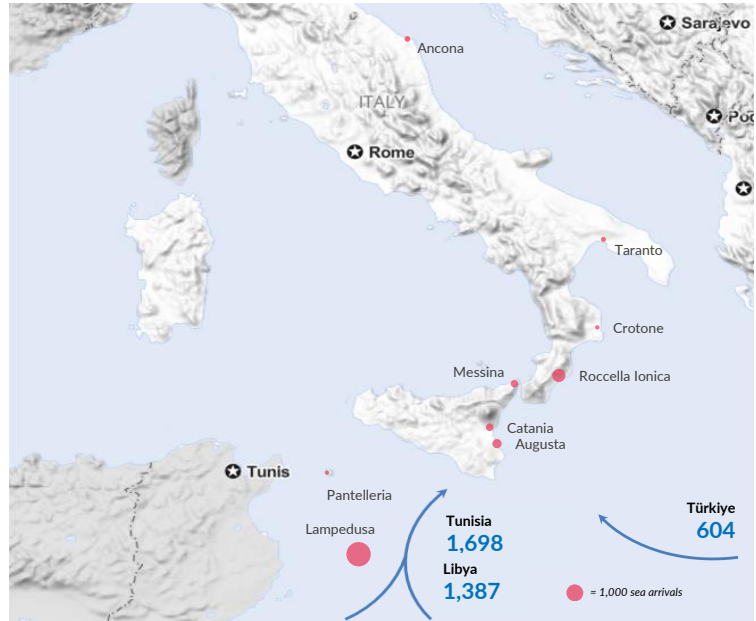 Sarajevo
Ancona
ITALY
Pod
Rome
Taranto
Crotone
Messina
Roccella Ionica
Catania
Augusta
Tunis
Pantelleria
Lampedusa
Tunisia
1,698
Libya
1,387
Türkiye
604
= 1,000 sea arrivals